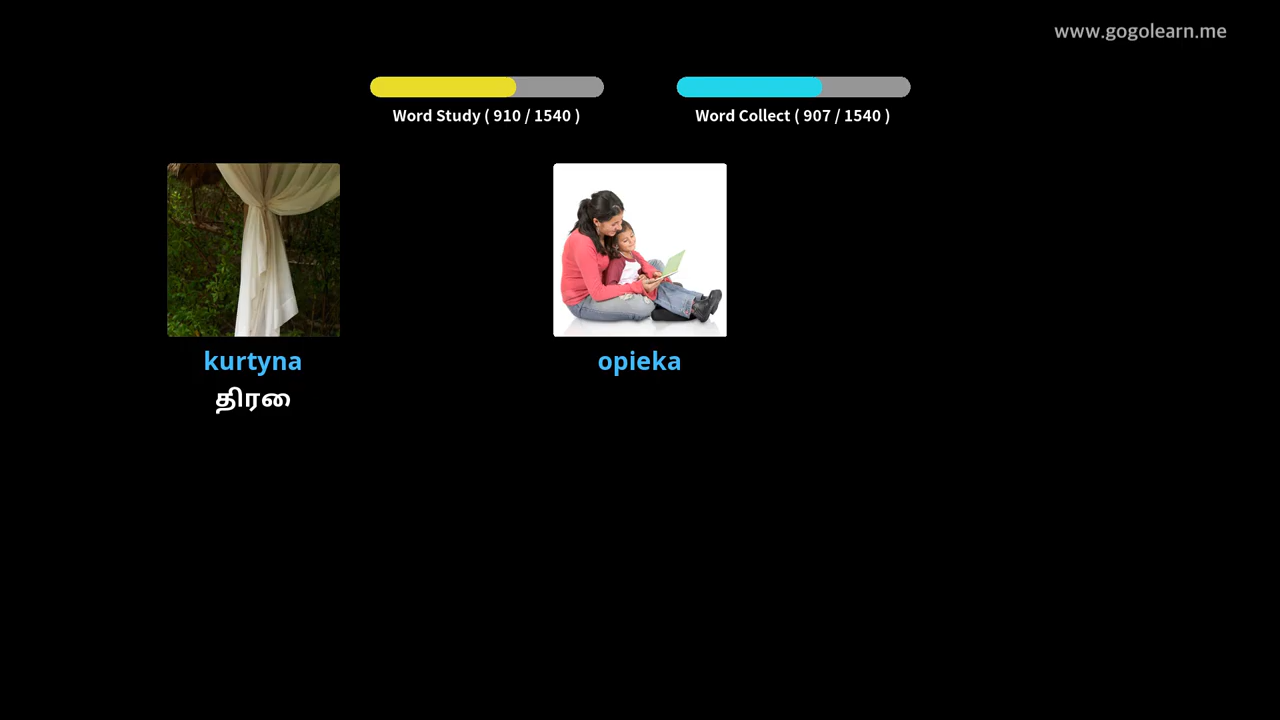 www.gogolearn.me
Word Study ( 910 / 1540 )
Word Collect ( 907 / 1540 )
kurtyna
திரை
opieka